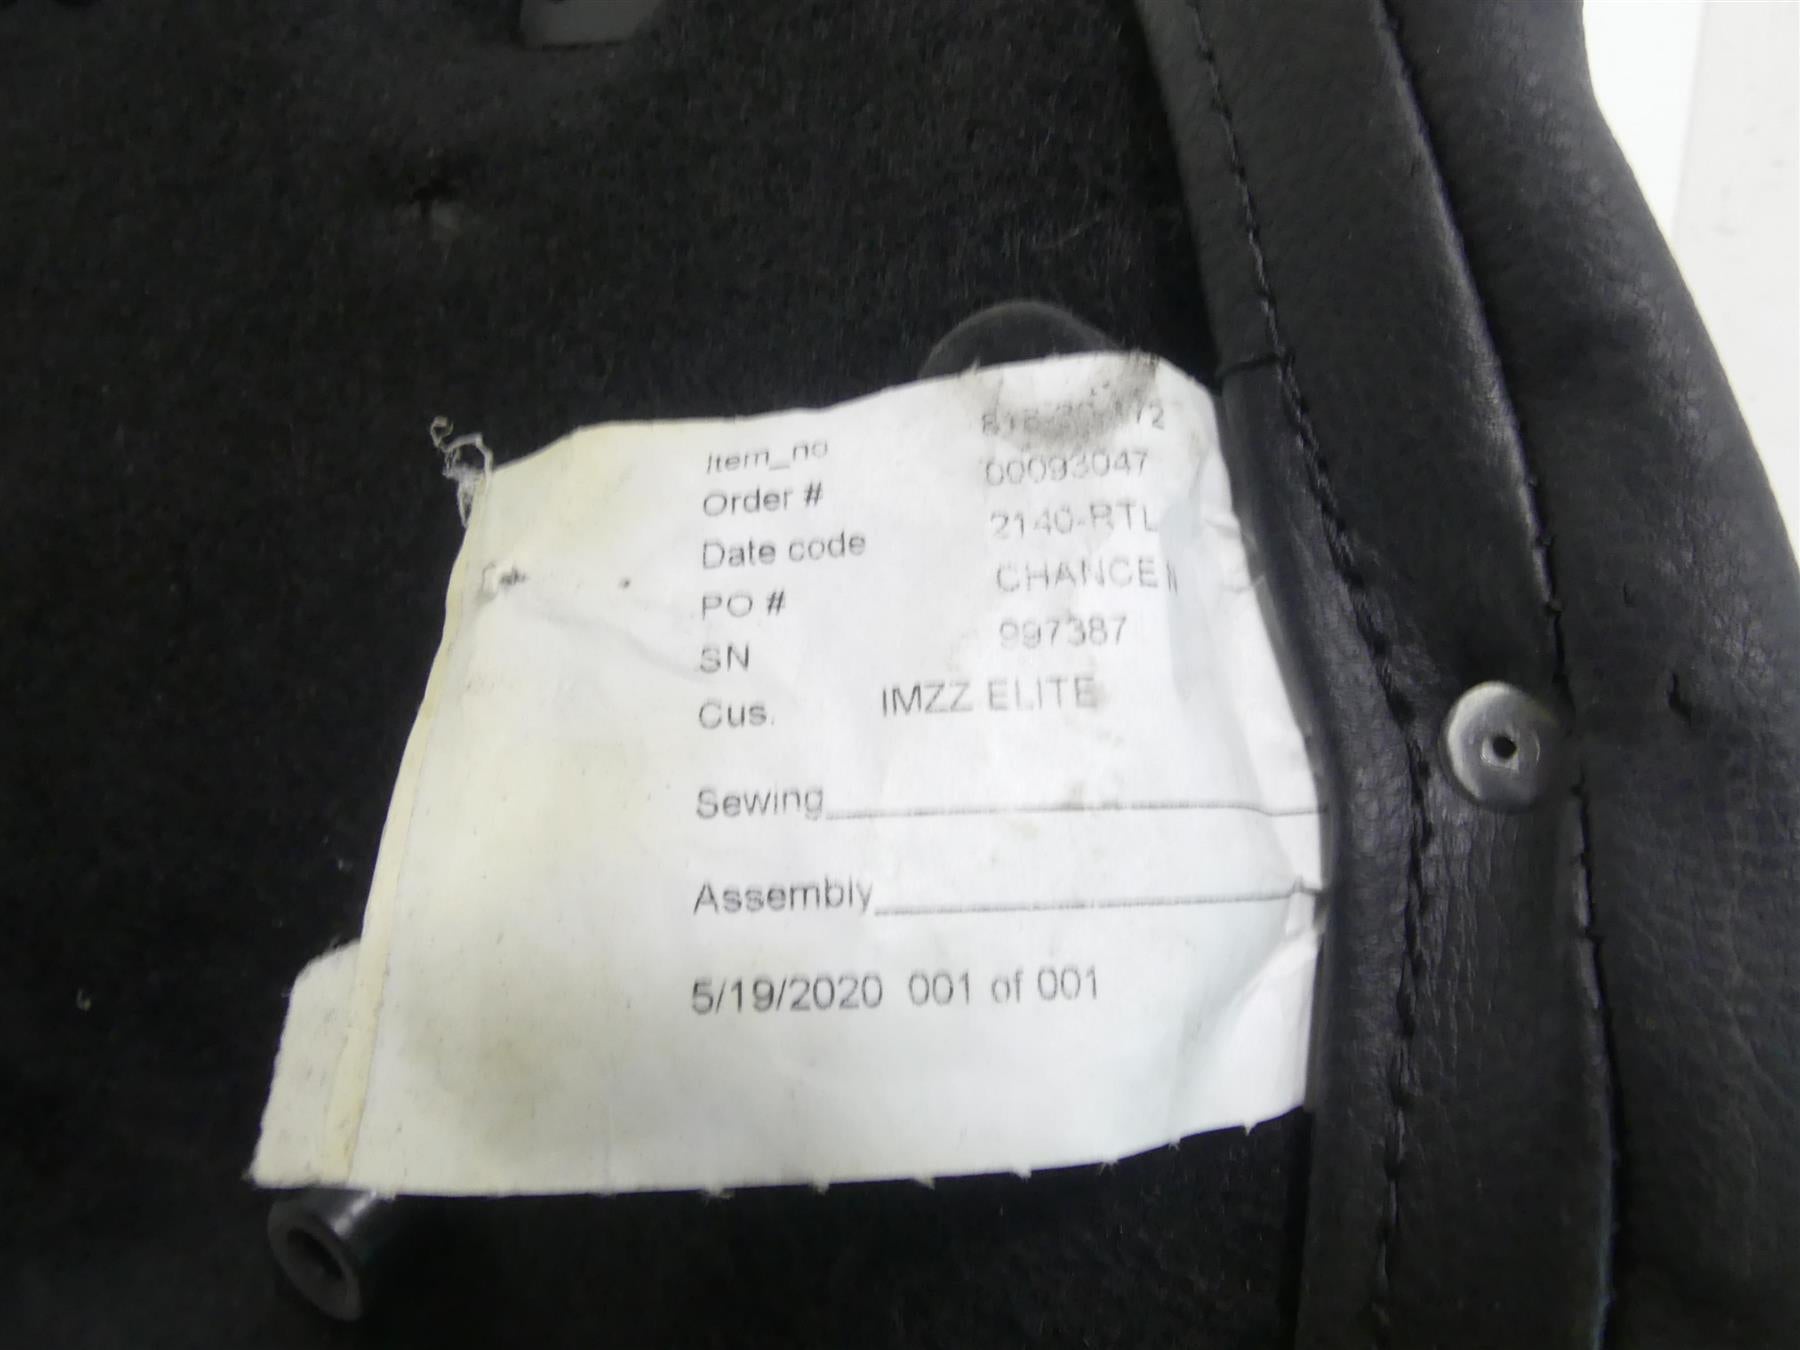 Item_no
Order # 00093047
Date code 2140-RTL
PO # CHANCE II
SN 997387
Cus. IMZZ ELITE
Sewing
Assembly
5/19/2020 001 of 001